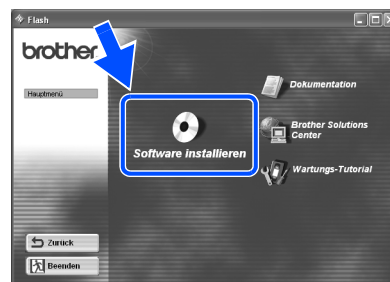 Flash
brother
Hauptmenü
Dokumentation
Brother Solutions
Center
Software installieren
Wartungs-Tutorial
Zurück
Beenden